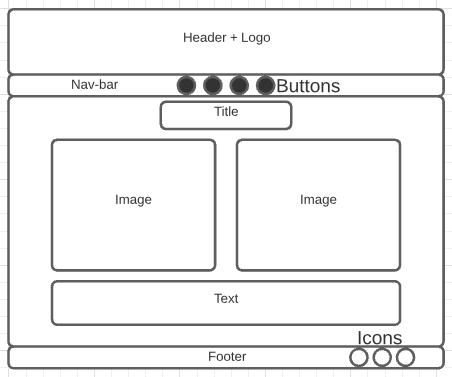 Header + Logo
Nav-bar
Buttons
Title
Image
Image
Text
Icons
Footer